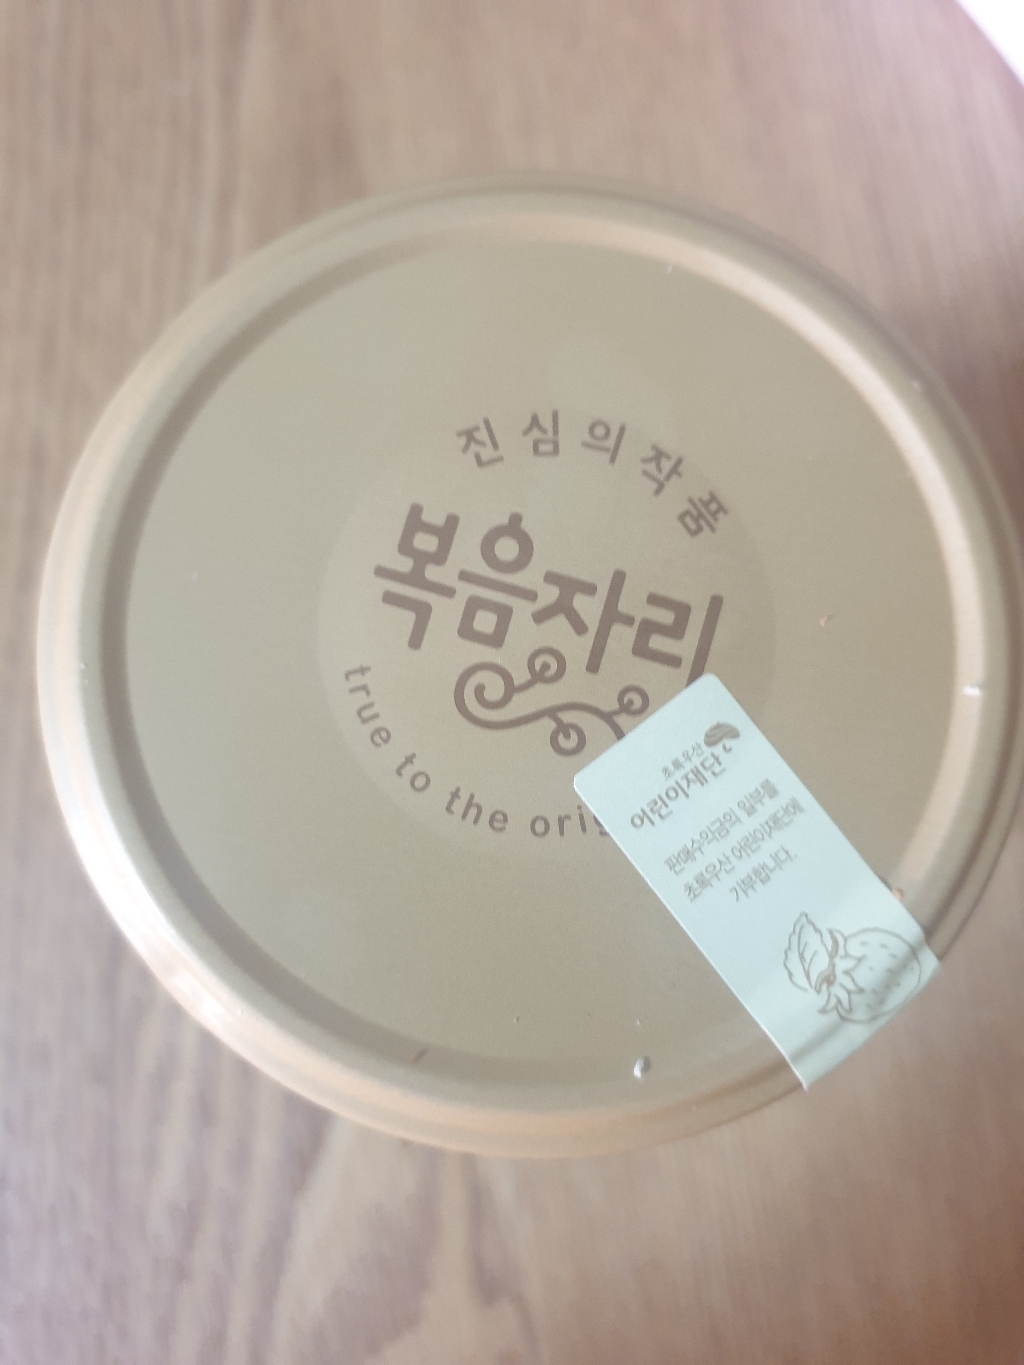 진심의작품
복음자리
true to the orig
초록우산
어린이재단
판매수익금의 일부를
초록우산 어린이재단에
기부합니다.